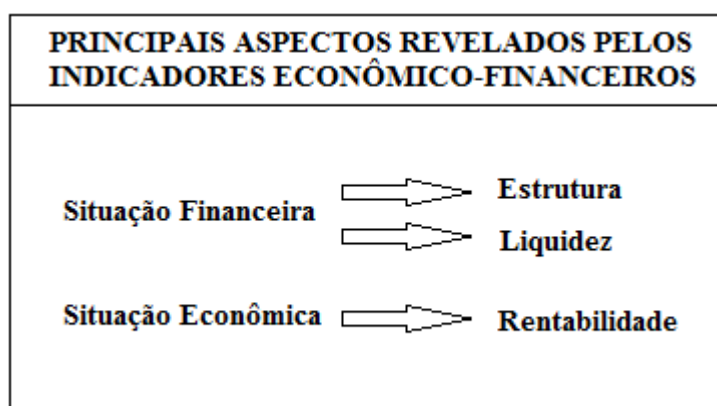 PRINCIPAIS ASPECTOS REVELADOS PELOS
INDICADORES ECONÔMICO-FINANCEIROS
Situação Financeira
Estrutura
Liquidez
Situação Econômica
Rentabilidade